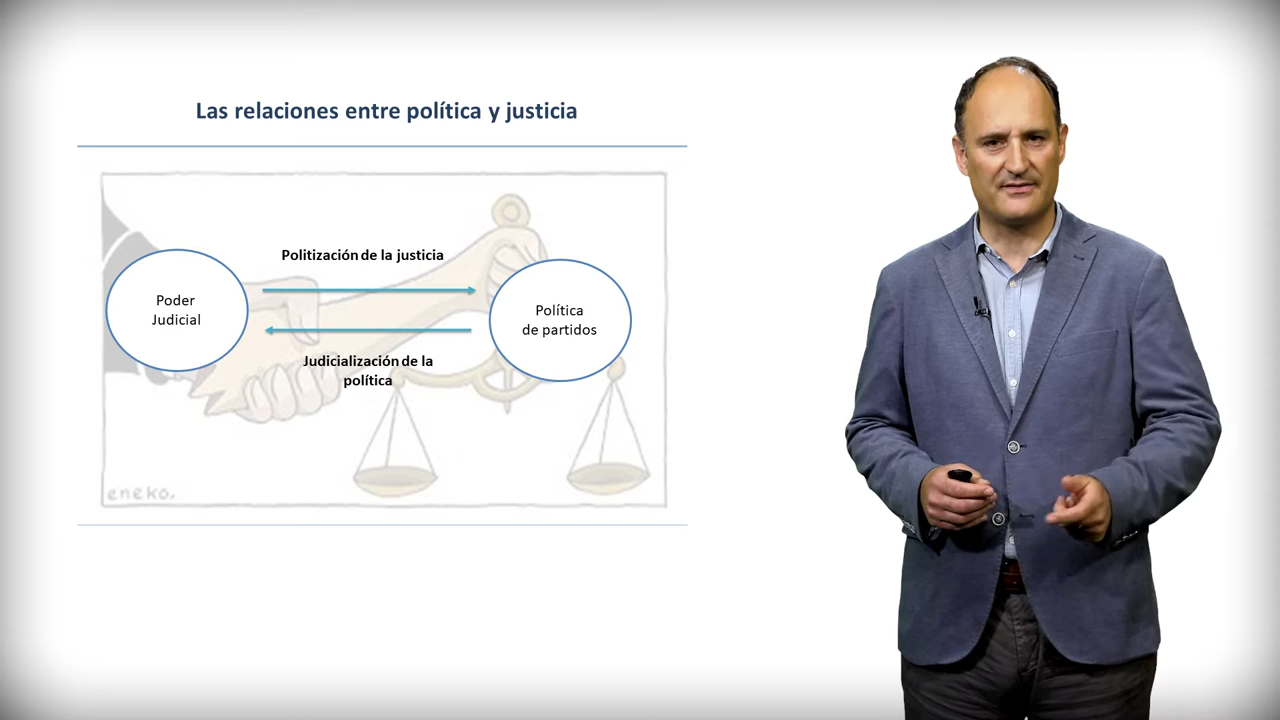 Las relaciones entre política y justicia
Politización de la justicia
Poder
Judicial
Política
de partidos
Judicialización de la
política
eneko.